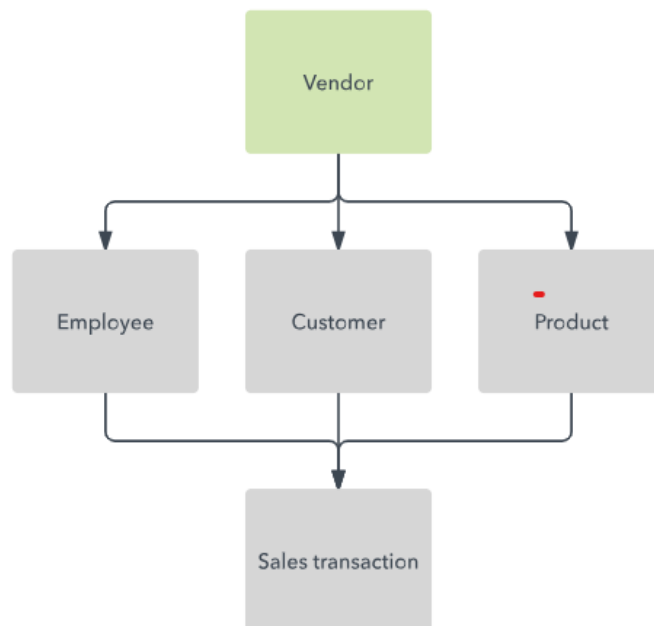 Vendor
Employee
Customer
Product
Sales transaction